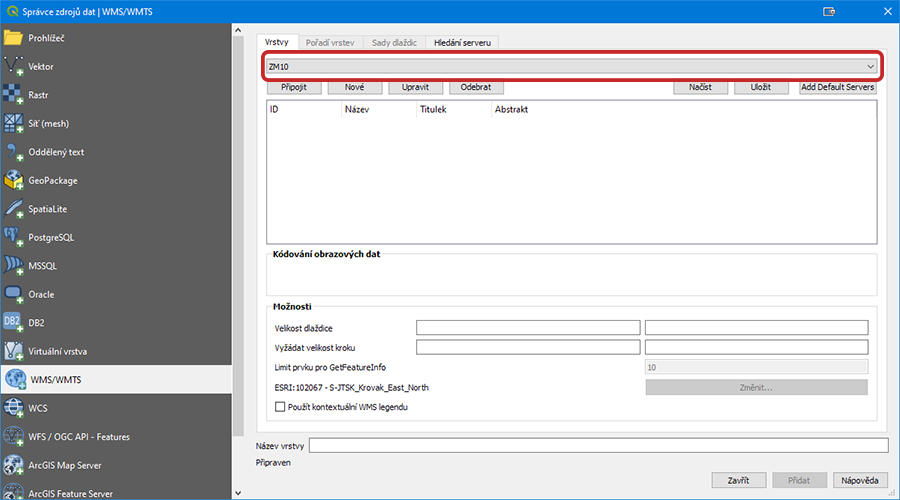 Správce zdrojů dat | WMS/WMTS
Prohlížeč
Vektor
Rastr
Síť (mesh)
Oddělený text
GeoPackage
SpatiaLite
PostgreSQL
MSSQL
Oracle
DB2
DB2
Virtuální vrstva
WMS/WMTS
WCS
WFS / OGC API - Features
ArcGIS Map Server
ArcGIS Feature Server
Vrstvy Pořadí vrstev Sady dlaždic Hledání serveru
ZM10
Připojit Nové Upravit Odebrat Načíst Uložit Add Default Servers
ID Název Titulek Abstrakt
Kódování obrazových dat
Možnosti
Velikost dlaždice
Vyžádat velikost kroku
Limit prvku pro GetFeatureInfo 10
ESRI:102067 - S-JTSK_Krovak_East_North Změnit...
Použít kontextuální WMS legendu
Název vrstvy
Připraven
Zavřít Přidat Nápověda